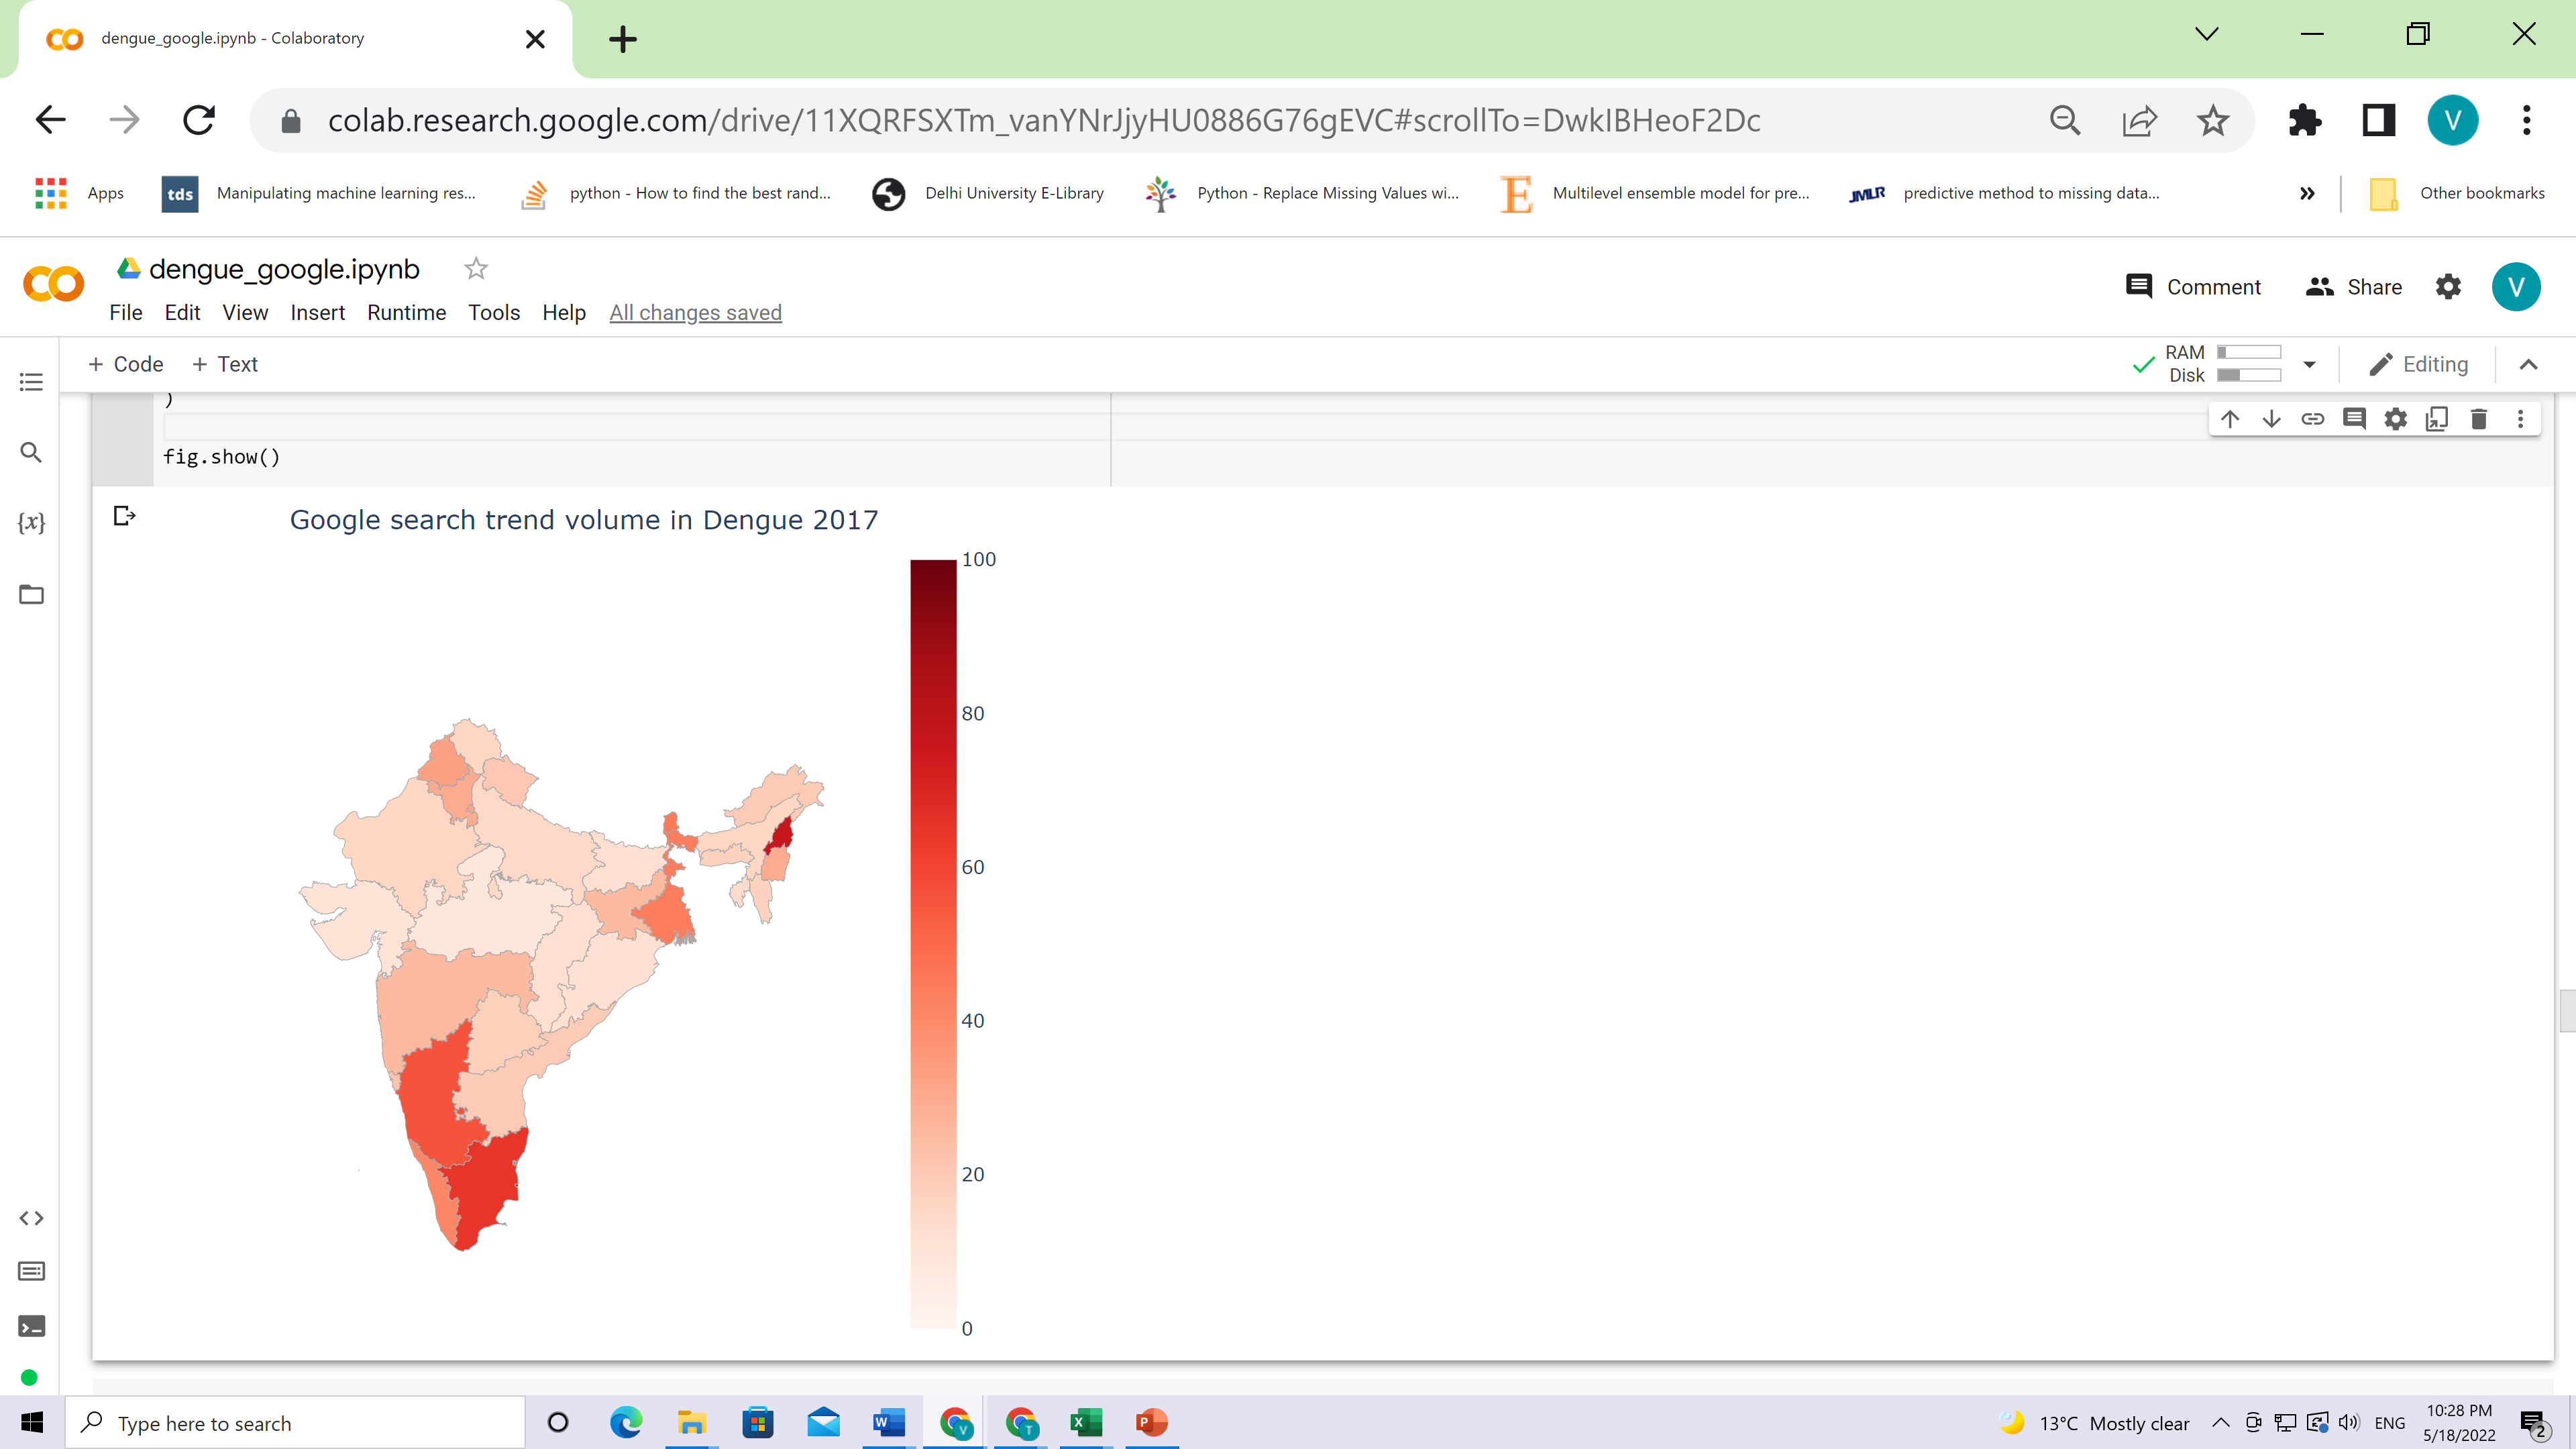 dengue_google.ipynb - Colaboratory
colab.research.google.com/drive/11XQRFSXTm_vanYNrJjyHU0886G76gEVC#scrollTo=DwkIBHeoF2Dc
V
Apps
tds Manipulating machine learning res...
python - How to find the best rand...
Delhi University E-Library
Python - Replace Missing Values wi...
E Multilevel ensemble model for pre...
JMLR predictive method to missing data...
» Other bookmarks
dengue_google.ipynb
File Edit View Insert Runtime Tools Help All changes saved
Comment Share V
+ Code + Text
RAM
Disk
Editing
)
fig.show()
{x}
Google search trend volume in Dengue 2017
100
80
60
40
20
0
Type here to search
W
V
T
X
P
13°C Mostly clear
ENG
10:28 PM
5/18/2022
2